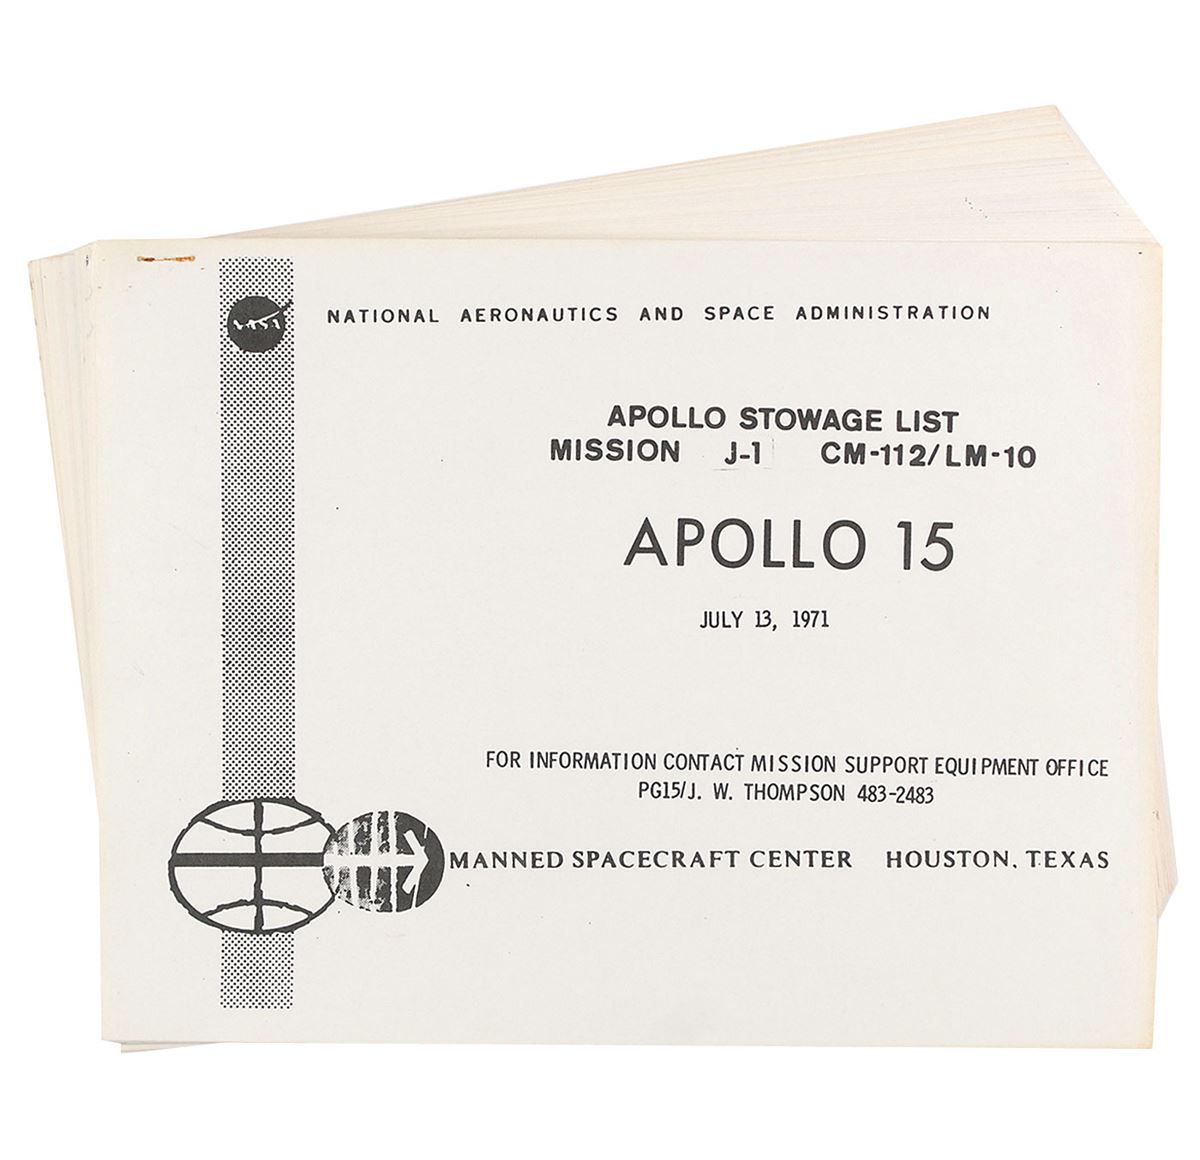 NASA
NATIONAL AERONAUTICS AND SPACE ADMINISTRATION
APOLLO STOWAGE LIST
MISSION J-1 CM-112/LM-10
APOLLO 15
JULY 13, 1971
FOR INFORMATION CONTACT MISSION SUPPORT EQUIPMENT OFFICE
PG15/J. W. THOMPSON 483-2483
MANNED SPACECRAFT CENTER HOUSTON, TEXAS